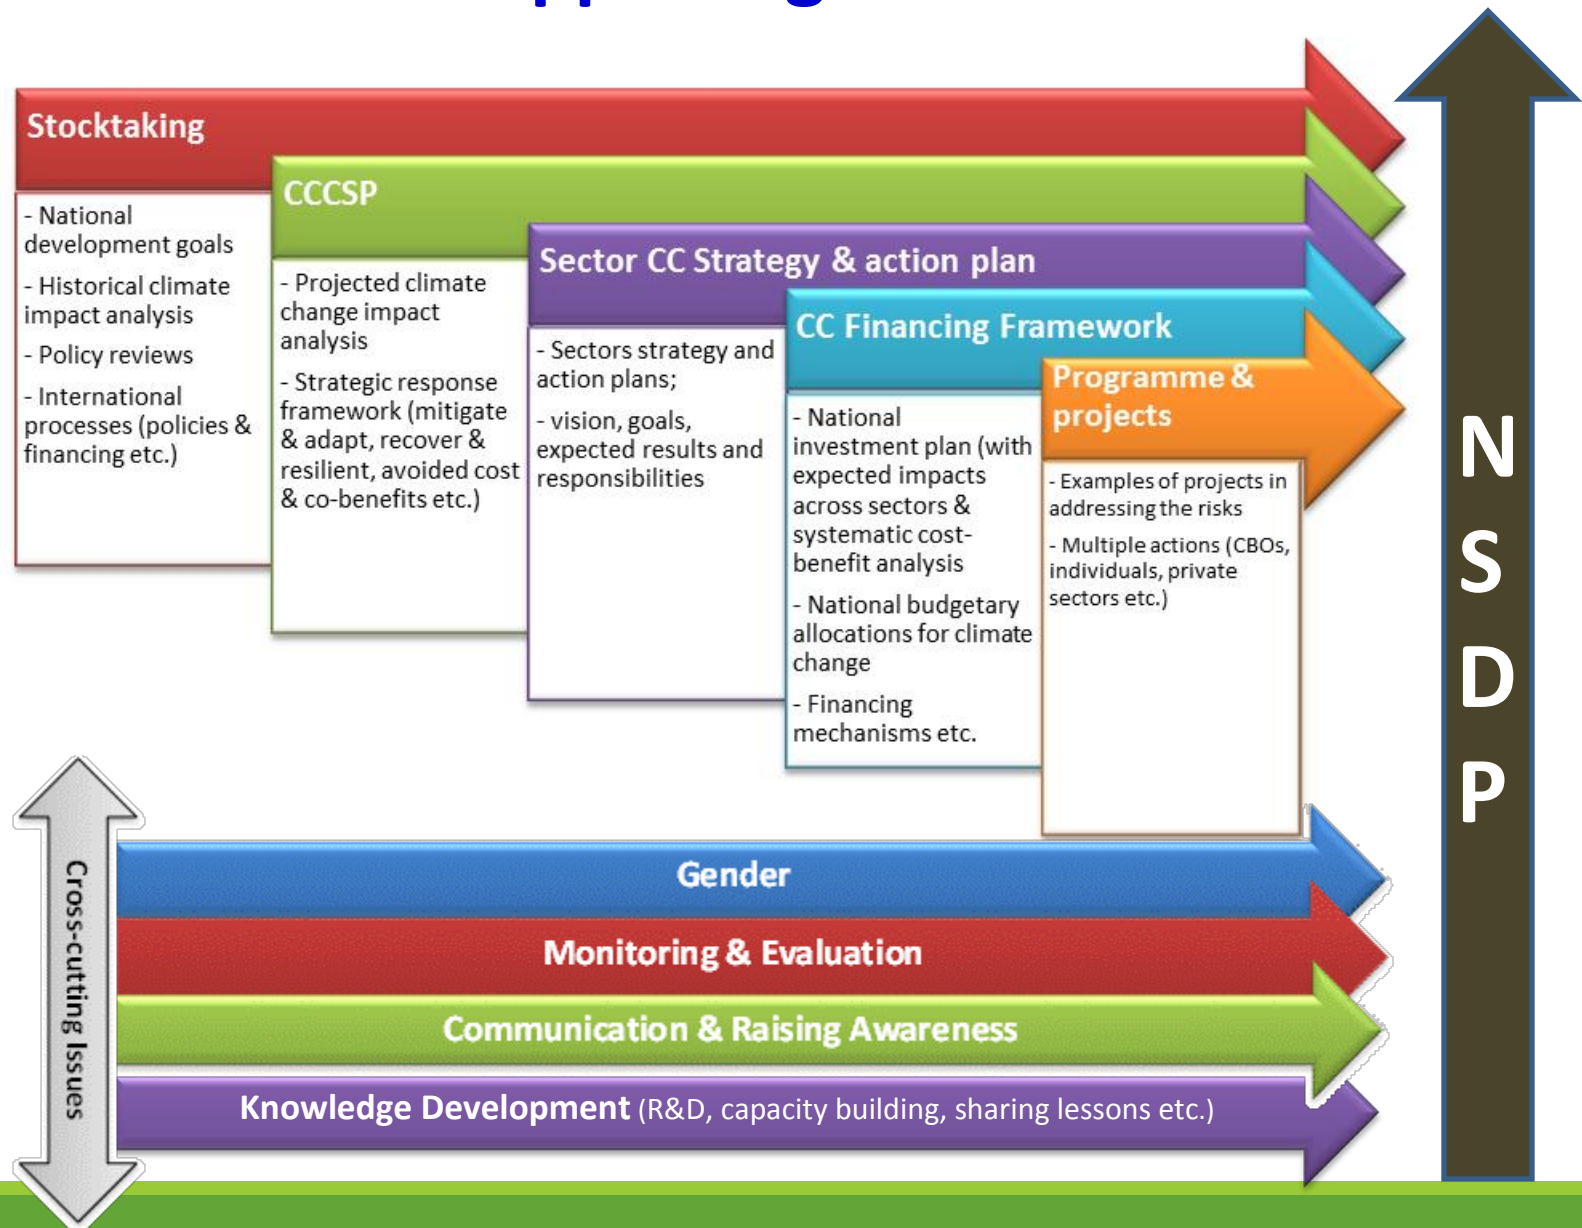 Stocktaking
- National
development goals
- Historical climate
impact analysis
- Policy reviews
- International
processes (policies &
financing etc.)
CCCSP
- Projected climate
change impact
analysis
- Strategic response
framework (mitigate
& adapt, recover &
resilient, avoided cost
& co-benefits etc.)
Sector CC Strategy & action plan
- Sectors strategy and
action plans;
- vision, goals,
expected results and
responsibilities
CC Financing Framework
- National
investment plan (with
expected impacts
across sectors &
systematic cost-
benefit analysis
- National budgetary
allocations for climate
change
- Financing
mechanisms etc.
Programme &
projects
- Examples of projects in
addressing the risks
- Multiple actions (CBOs,
individuals, private
sectors etc.)
N
S
D
P
Cross-cutting Issues
Gender
Monitoring & Evaluation
Communication & Raising Awareness
Knowledge Development (R&D, capacity building, sharing lessons etc.)